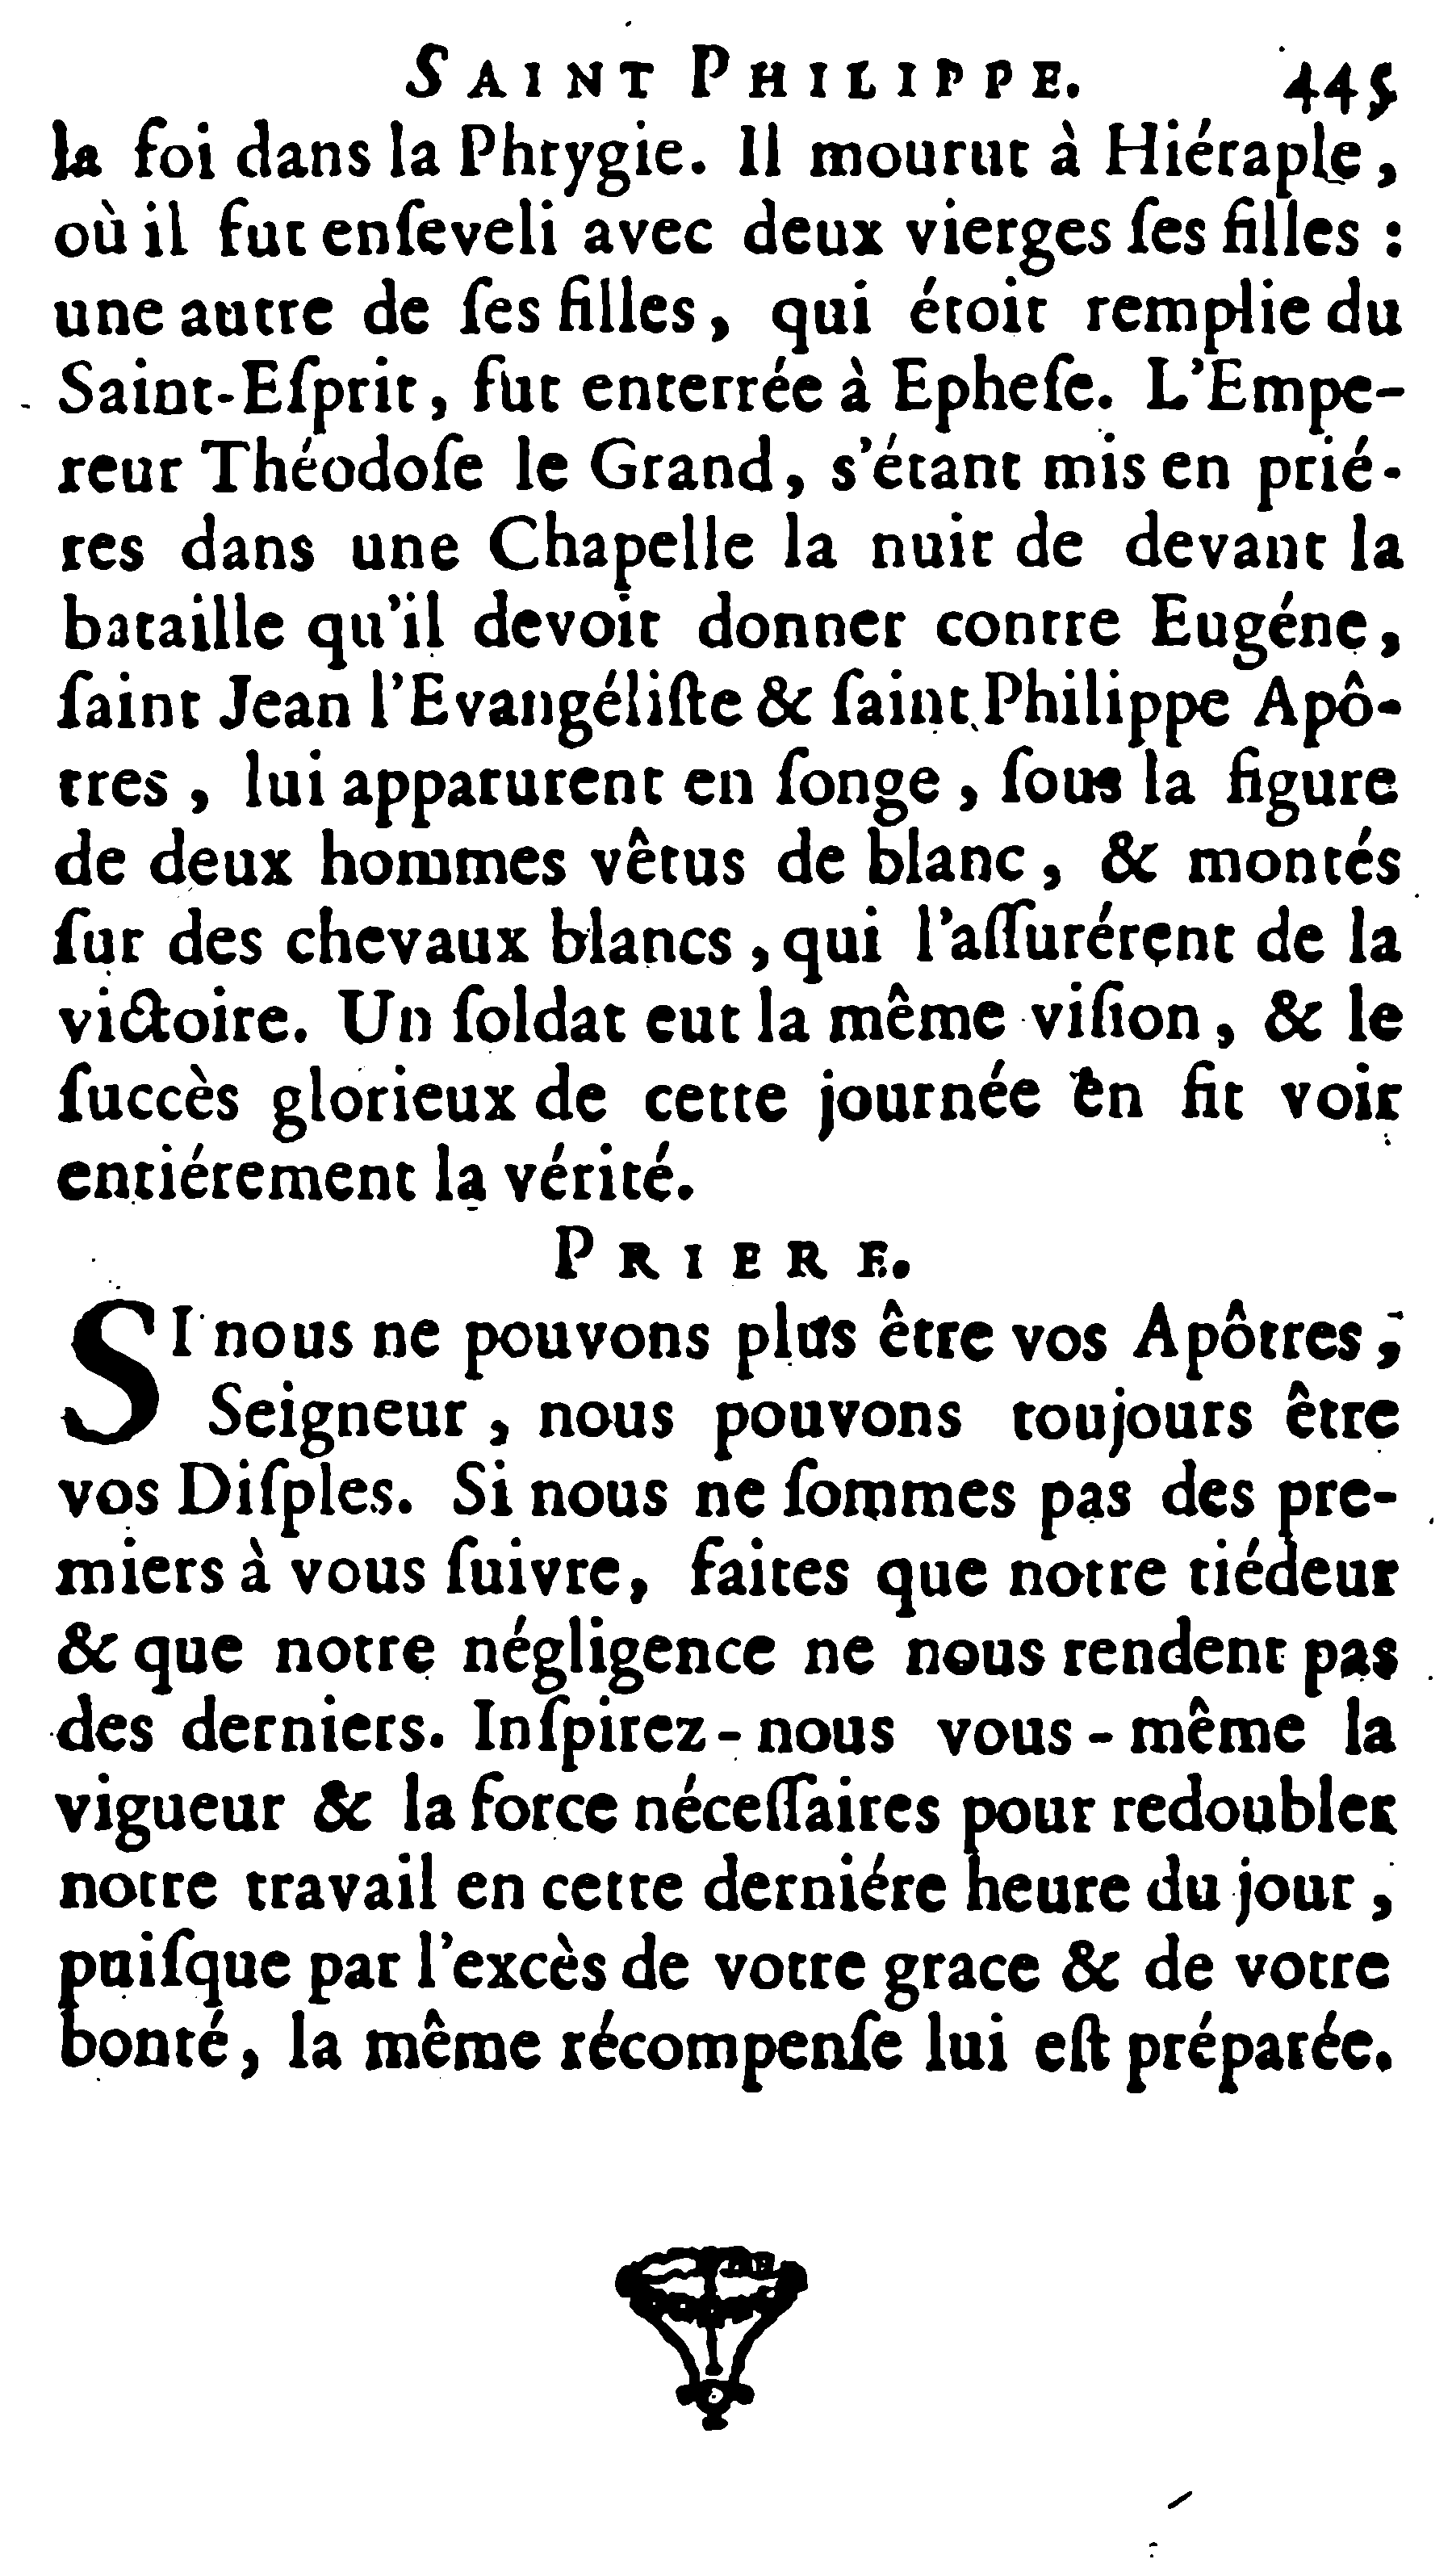 SAINT PHILIPPE. 445
la foi dans la Phrygie. Il mourut à Hiéraple,
où il fut enſeveli avec deux vierges ſes filles :
une autre de ſes filles, qui étoit remplie du
Saint-Eſprit, fut enterrée à Epheſe. L'Empe-
reur Théodoſe le Grand, s'étant mis en prié-
res dans une Chapelle la nuit de devant la
bataille qu'il devoit donner contre Eugéne,
ſaint Jean l'Evangéliſte & ſaint Philippe Apô-
tres, lui apparurent en ſonge, ſous la figure
de deux hommes vêtus de blanc, & montés
ſur des chevaux blancs, qui l'aſſurérent de la
victoire. Un ſoldat eut la même viſion, & le
ſuccès glorieux de cette journée en fit voir
entiérement la vérité.
PRIERE.
SI nous ne pouvons plus être vos Apôtres,
Seigneur, nous pouvons toujours être
vos Diſples. Si nous ne ſommes pas des pre-
miers à vous ſuivre, faites que notre tiédeur
& que notre négligence ne nous rendent pas
des derniers. Inſpirez-nous vous-même la
vigueur & la force néceſſaires pour redoubler
notre travail en cette derniére heure du jour,
puiſque par l'excès de votre grace & de votre
bonté, la même récompenſe lui eſt préparée.